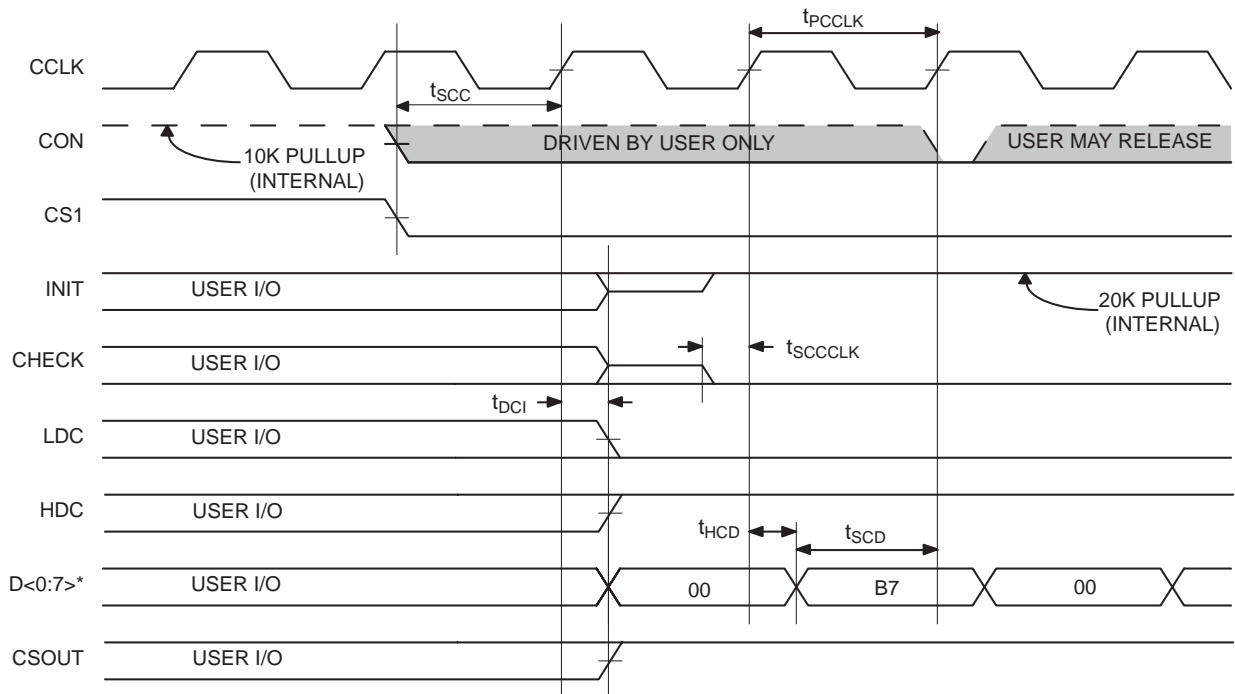 tPCCLK
CCLK
tSCC
CON
DRIVEN BY USER ONLY
USER MAY RELEASE
10K PULLUP
(INTERNAL)
CS1
INIT
USER I/O
20K PULLUP
(INTERNAL)
CHECK
USER I/O
tSCCCLK
tDCI
LDC
USER I/O
HDC
USER I/O
tHCD
tSCD
D<0:7>*
USER I/O
00
B7
00
CSOUT
USER I/O